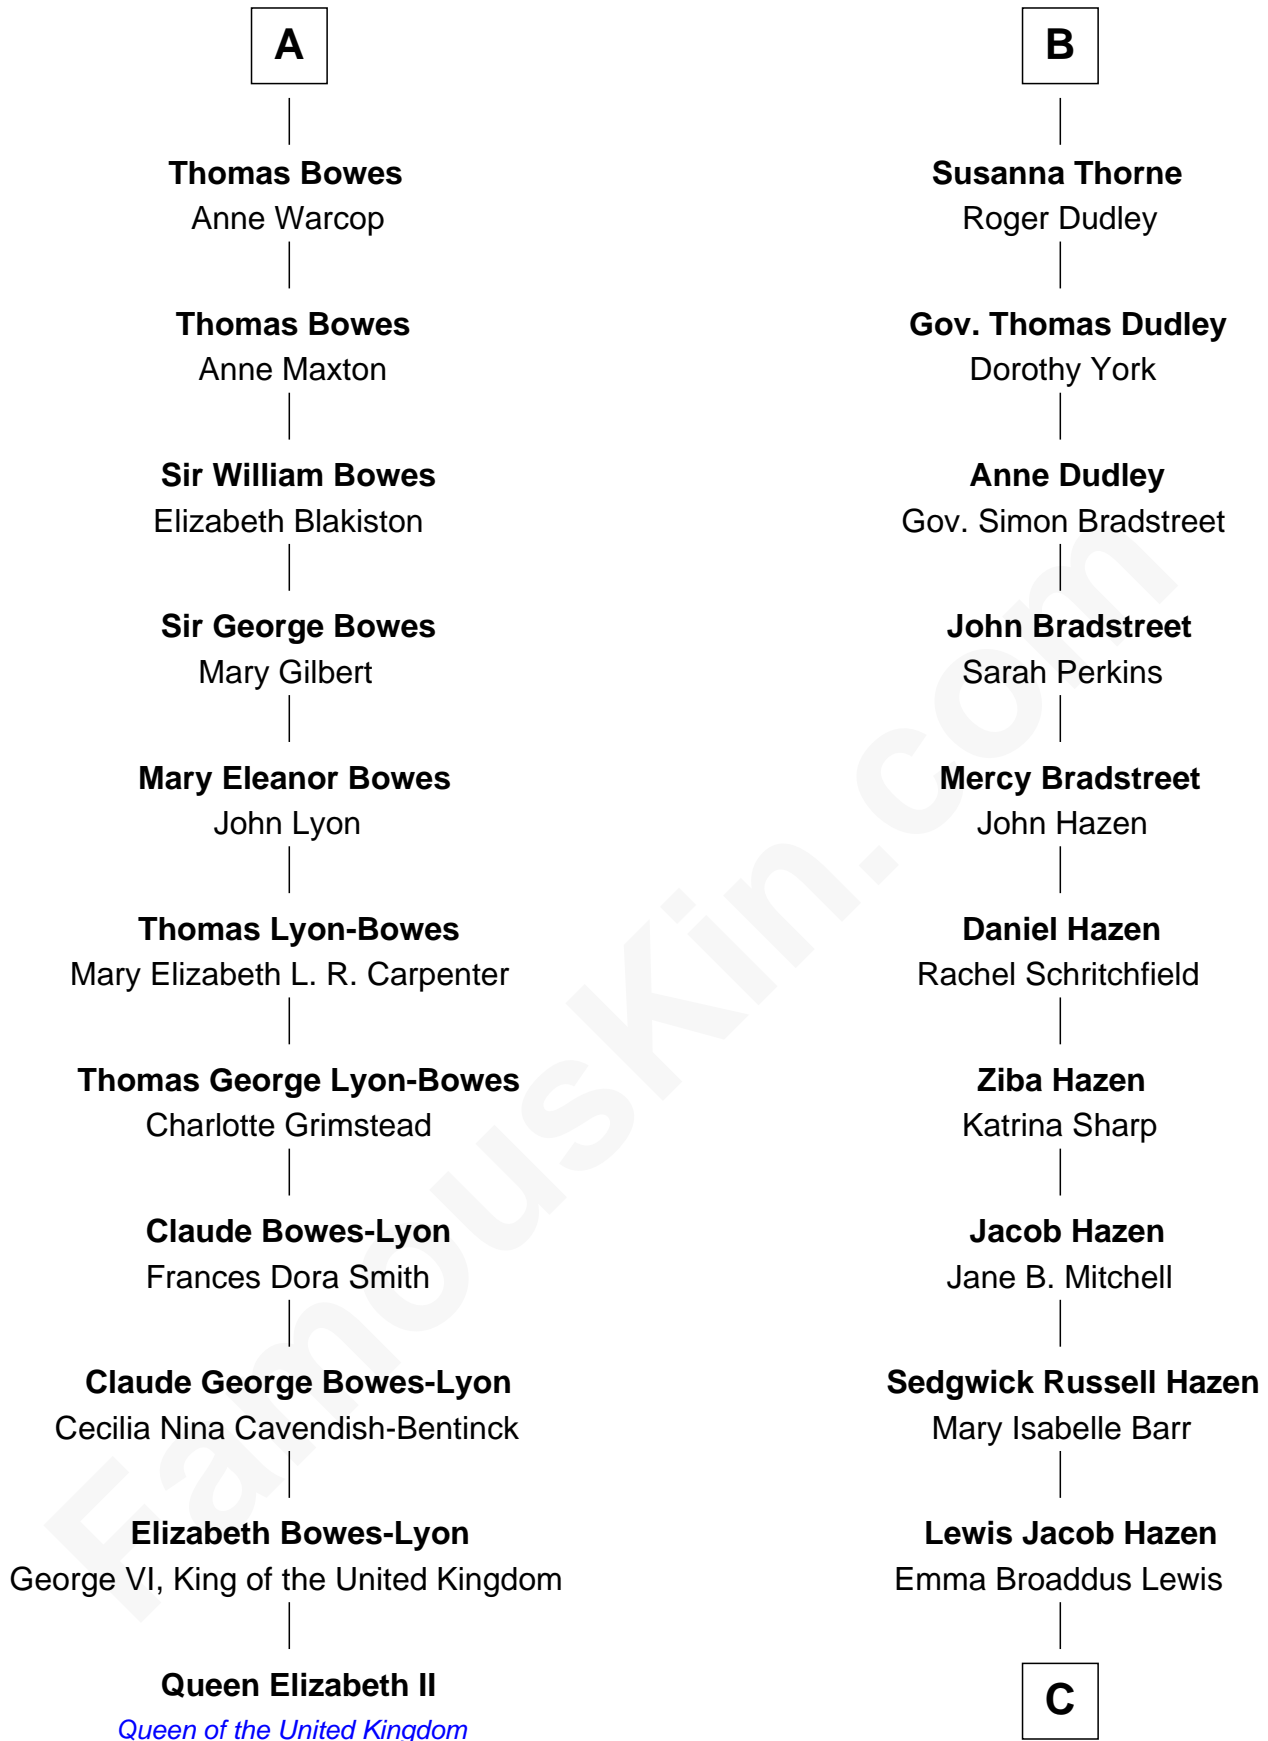 A
Thomas Bowes
Anne Warcop
Thomas Bowes
Anne Maxton
Sir William Bowes
Elizabeth Blakiston
Sir George Bowes
Mary Gilbert
Mary Eleanor Bowes
John Lyon
Thomas Lyon-Bowes
Mary Elizabeth L. R. Carpenter
Thomas George Lyon-Bowes
Charlotte Grimstead
Claude Bowes-Lyon
Frances Dora Smith
Claude George Bowes-Lyon
Cecilia Nina Cavendish-Bentinck
Elizabeth Bowes-Lyon
George VI, King of the United Kingdom
Queen Elizabeth II
Queen of the United Kingdom
B
Susanna Thorne
Roger Dudley
Gov. Thomas Dudley
Dorothy York
Anne Dudley
Gov. Simon Bradstreet
John Bradstreet
Sarah Perkins
Mercy Bradstreet
John Hazen
Daniel Hazen
Rachel Schritchfield
Ziba Hazen
Katrina Sharp
Jacob Hazen
Jane B. Mitchell
Sedgwick Russell Hazen
Mary Isabelle Barr
Lewis Jacob Hazen
Emma Broaddus Lewis
C
FamousKin.com